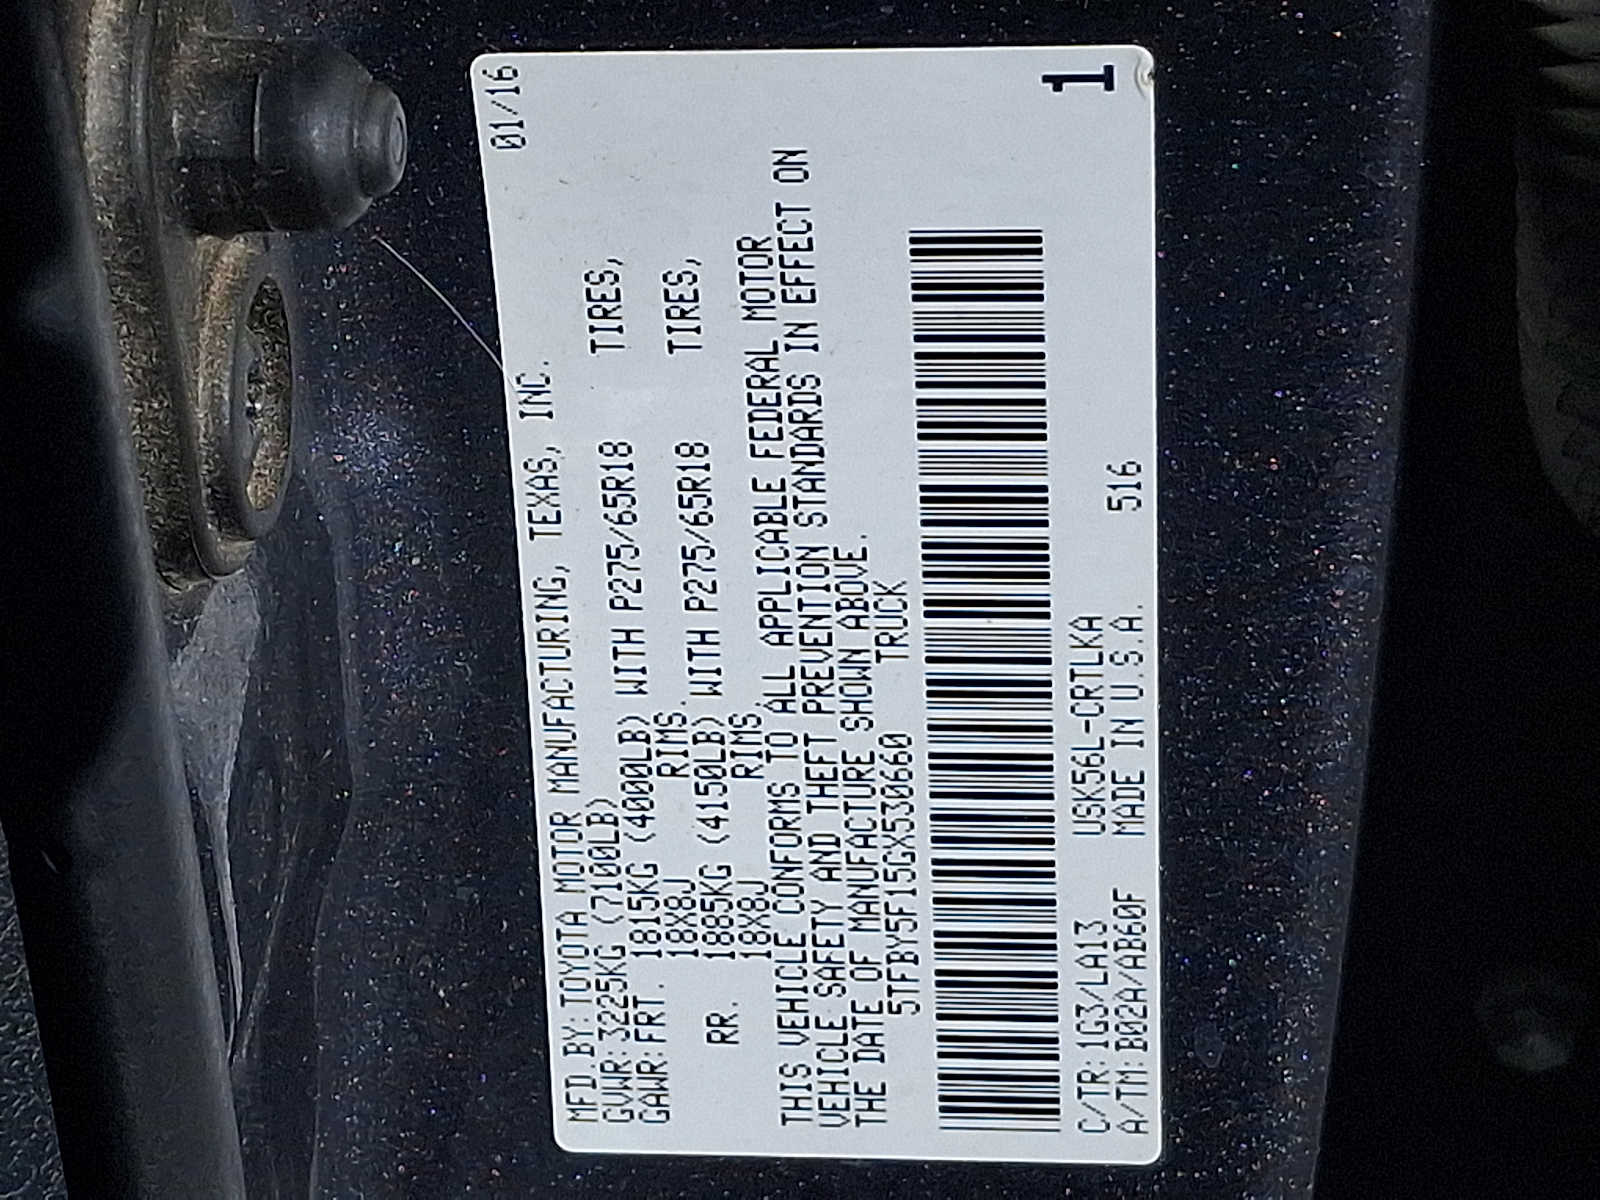 MFD.BY:TOYOTA MOTOR MANUFACTURING, TEXAS, INC. 01/16
GVWR:3225KG (7100LB)
GAWR:FRT. 1815KG (4000LB) WITH P275/65R18 TIRES,
18X8J RIMS.
RR. 1885KG (4150LB) WITH P275/65R18 TIRES,
18X8J RIMS.
THIS VEHICLE CONFORMS TO ALL APPLICABLE FEDERAL MOTOR
VEHICLE SAFETY AND THEFT PREVENTION STANDARDS IN EFFECT ON
THE DATE OF MANUFACTURE SHOWN ABOVE.
5TFBY5F15GX530660 TRUCK
C/TR:1G3/LA13 USK56L-CRTLKA
A/TM:B02A/AB60F MADE IN U.S.A. 516
1